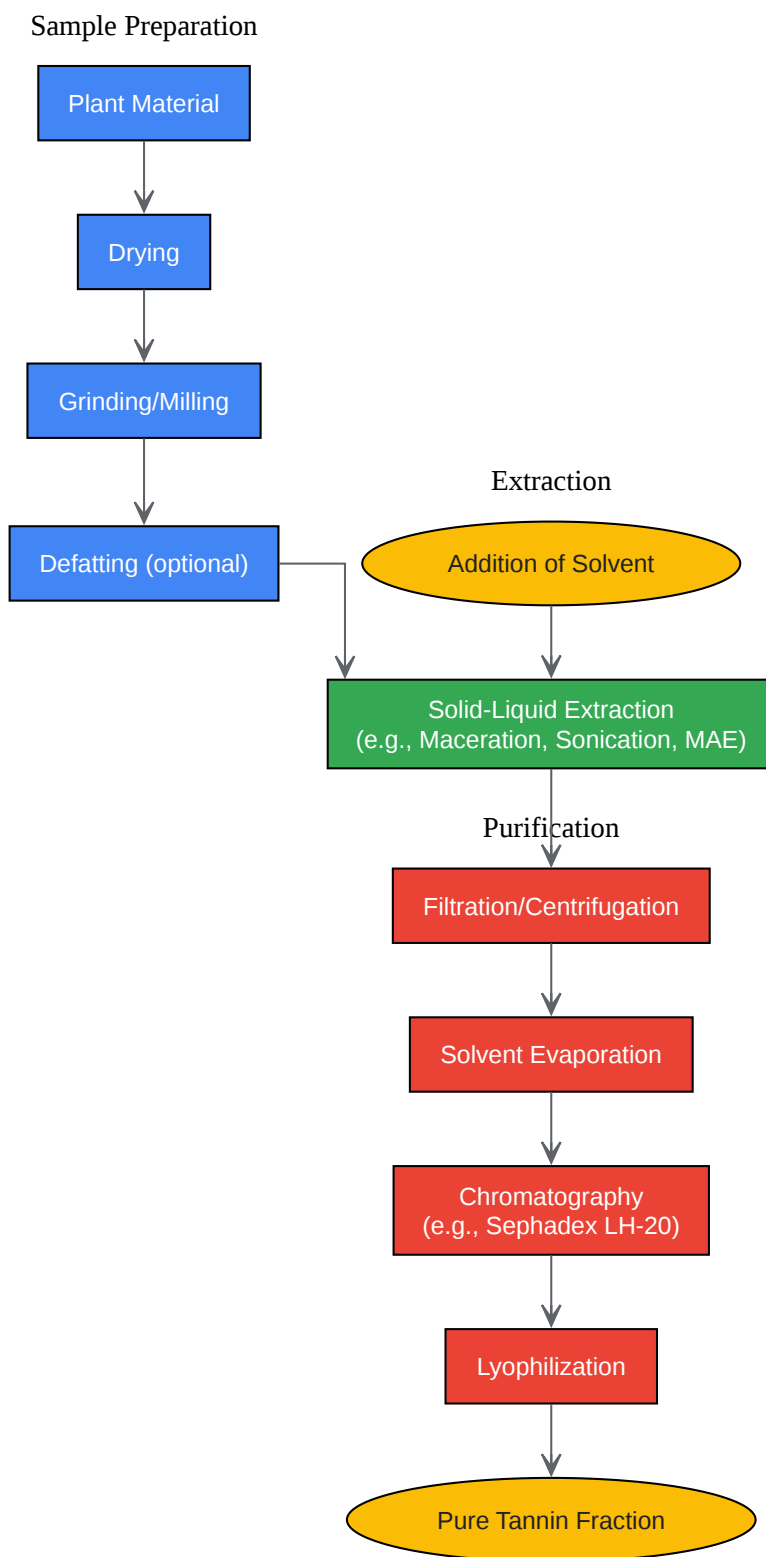 Sample Preparation
Plant Material
Drying
Grinding/Milling
Defatting (optional)
Extraction
Addition of Solvent
Solid-Liquid Extraction
(e.g., Maceration, Sonication, MAE)
Purification
Filtration/Centrifugation
Solvent Evaporation
Chromatography
(e.g., Sephadex LH-20)
Lyophilization
Pure Tannin Fraction